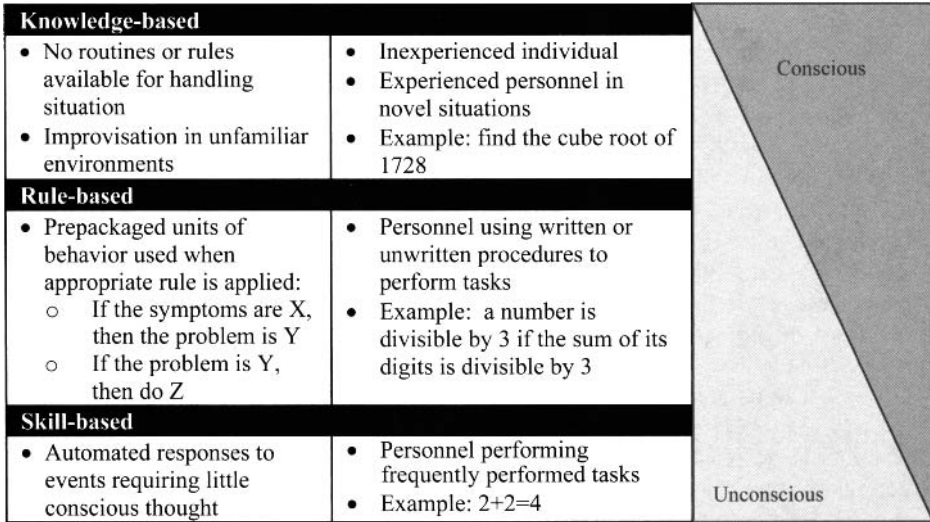 Knowledge-based
• No routines or rules
available for handling
situation
• Improvisation in unfamiliar
environments
• Inexperienced individual
• Experienced personnel in
novel situations
• Example: find the cube root of
1728
Rule-based
• Prepackaged units of
behavior used when
appropriate rule is applied:
o If the symptoms are X,
then the problem is Y
o If the problem is Y,
then do Z
• Personnel using written or
unwritten procedures to
perform tasks
• Example: a number is
divisible by 3 if the sum of its
digits is divisible by 3
Skill-based
• Automated responses to
events requiring little
conscious thought
• Personnel performing
frequently performed tasks
• Example: 2+2=4
Conscious
Unconscious